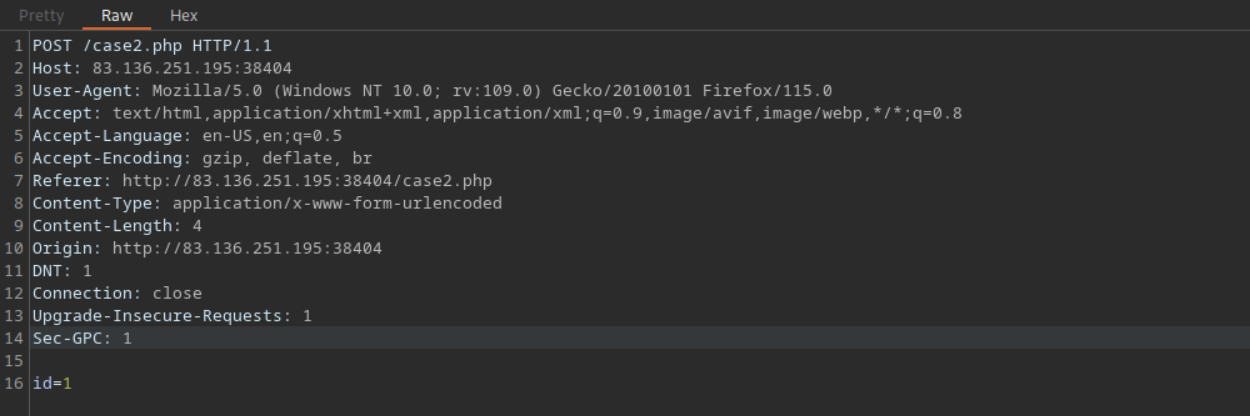 Pretty Raw Hex
1 POST /case2.php HTTP/1.1
2 Host: 83.136.251.195:38404
3 User-Agent: Mozilla/5.0 (Windows NT 10.0; rv:109.0) Gecko/20100101 Firefox/115.0
4 Accept: text/html,application/xhtml+xml,application/xml;q=0.9,image/avif,image/webp,*/*;q=0.8
5 Accept-Language: en-US,en;q=0.5
6 Accept-Encoding: gzip, deflate, br
7 Referer: http://83.136.251.195:38404/case2.php
8 Content-Type: application/x-www-form-urlencoded
9 Content-Length: 4
10 Origin: http://83.136.251.195:38404
11 DNT: 1
12 Connection: close
13 Upgrade-Insecure-Requests: 1
14 Sec-GPC: 1
15
16 id=1